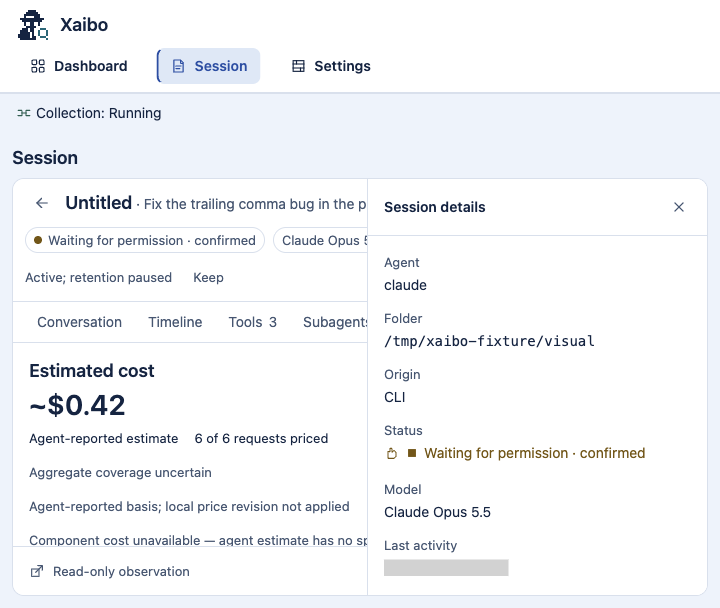 Xaibo
Dashboard
Session
Settings
Collection: Running
Session
Untitled · Fix the trailing comma bug in the p
Waiting for permission · confirmed
Claude Opus 5
Active; retention paused
Keep
Conversation
Timeline
Tools 3
Subagents
Estimated cost
~$0.42
Agent-reported estimate
6 of 6 requests priced
Aggregate coverage uncertain
Agent-reported basis; local price revision not applied
Component cost unavailable — agent estimate has no sp
Read-only observation
Session details
Agent
claude
Folder
/tmp/xaibo-fixture/visual
Origin
CLI
Status
Waiting for permission · confirmed
Model
Claude Opus 5.5
Last activity